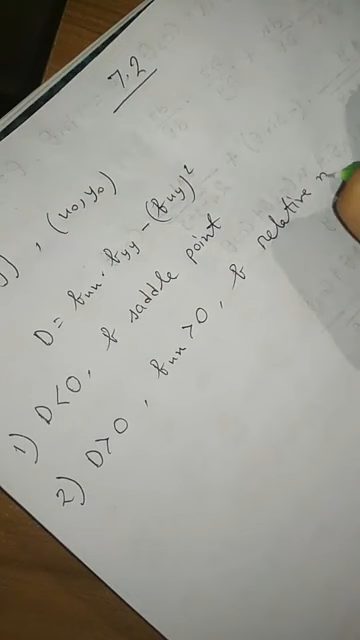 7.2
, (x₀, y₀)
D = fₓₓ · fyy - (fxy)²
1) D<0, f saddle point
2) D>0, fₓₓ>0, f relative